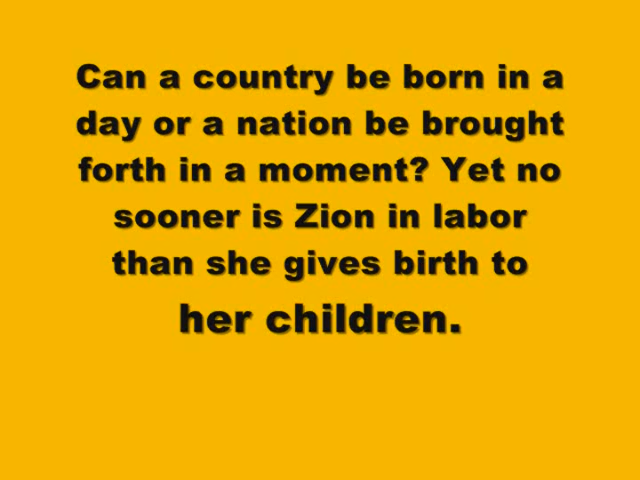 Can a country be born in a
day or a nation be brought
forth in a moment? Yet no
sooner is Zion in labor
than she gives birth to
her children.